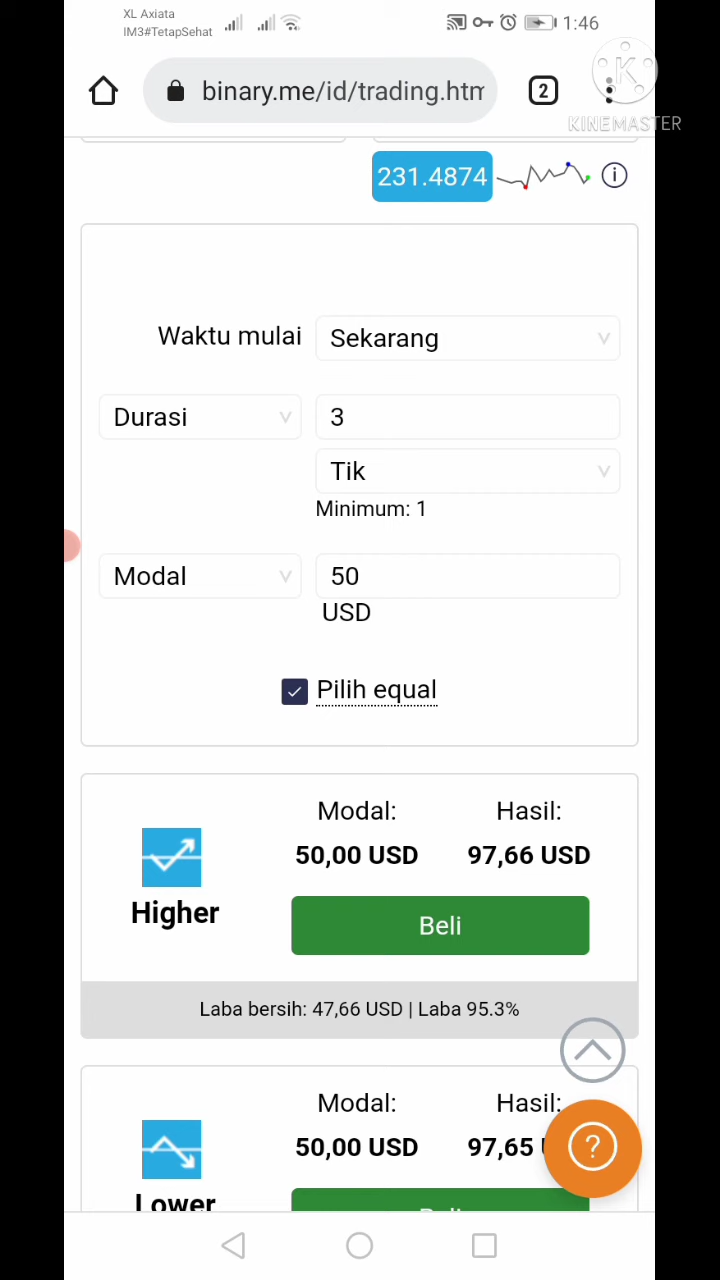 XL Axiata
IM3#TetapSehat
1:46
binary.me/id/trading.htm
2
K
KINEMASTER
231.4874
Waktu mulai
Sekarang
Durasi
3
Tik
Minimum: 1
Modal
50
USD
Pilih equal
Modal:
Hasil:
50,00 USD
97,66 USD
Higher
Beli
Laba bersih: 47,66 USD | Laba 95.3%
Modal:
Hasil:
50,00 USD
97,65
?
Lower